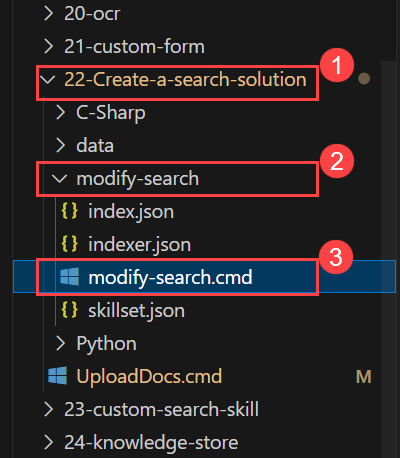 20-ocr
21-custom-form
1
22-Create-a-search-solution
C-Sharp
data
2
modify-search
{} index.json
{} indexer.json
3
modify-search.cmd
{} skillset.json
Python
UploadDocs.cmd M
23-custom-search-skill
24-knowledge-store